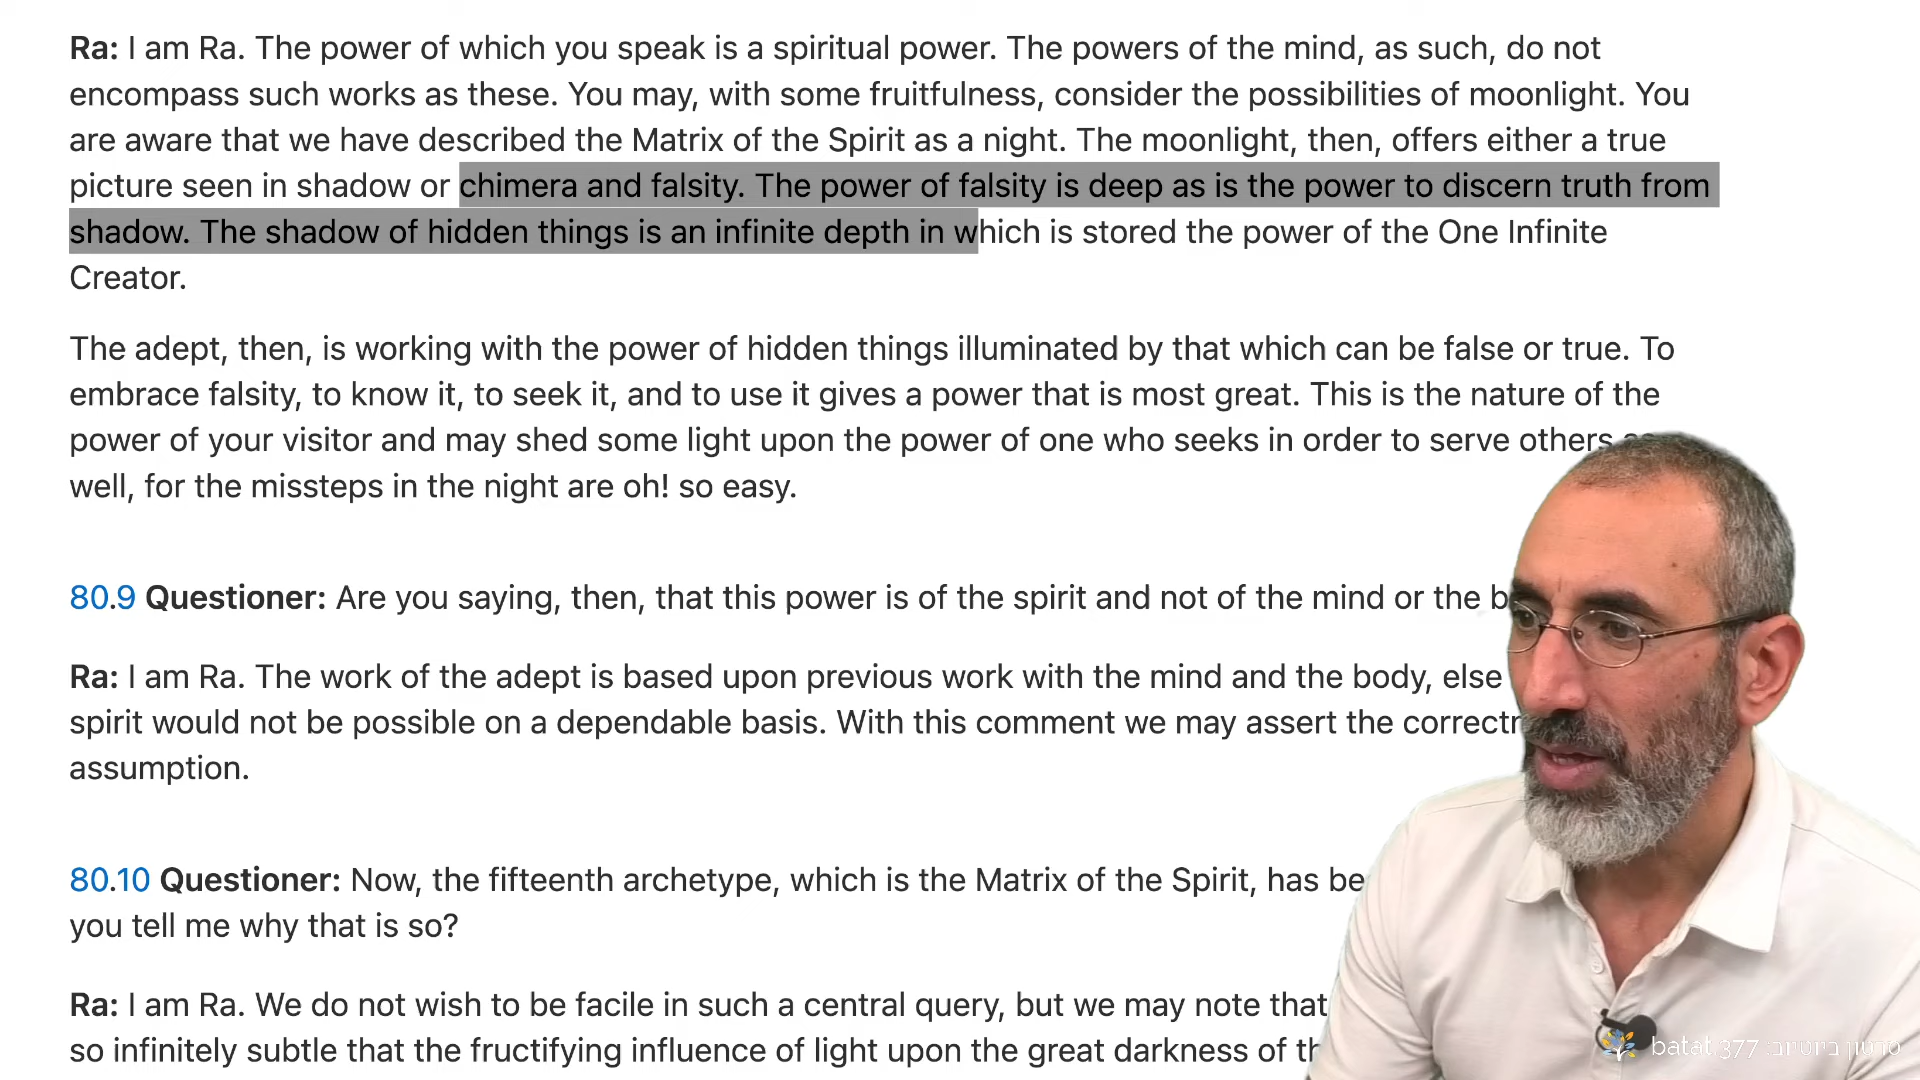 Ra: I am Ra. The power of which you speak is a spiritual power. The powers of the mind, as such, do not
encompass such works as these. You may, with some fruitfulness, consider the possibilities of moonlight. You
are aware that we have described the Matrix of the Spirit as a night. The moonlight, then, offers either a true
picture seen in shadow or chimera and falsity. The power of falsity is deep as is the power to discern truth from
shadow. The shadow of hidden things is an infinite depth in which is stored the power of the One Infinite
Creator.
The adept, then, is working with the power of hidden things illuminated by that which can be false or true. To
embrace falsity, to know it, to seek it, and to use it gives a power that is most great. This is the nature of the
power of your visitor and may shed some light upon the power of one who seeks in order to serve others as
well, for the missteps in the night are oh! so easy.
80.9 Questioner: Are you saying, then, that this power is of the spirit and not of the mind or the b
Ra: I am Ra. The work of the adept is based upon previous work with the mind and the body, else
spirit would not be possible on a dependable basis. With this comment we may assert the correctn
assumption.
80.10 Questioner: Now, the fifteenth archetype, which is the Matrix of the Spirit, has be
you tell me why that is so?
Ra: I am Ra. We do not wish to be facile in such a central query, but we may note that
so infinitely subtle that the fructifying influence of light upon the great darkness of th
סרטון ביוטיוב: batat 377